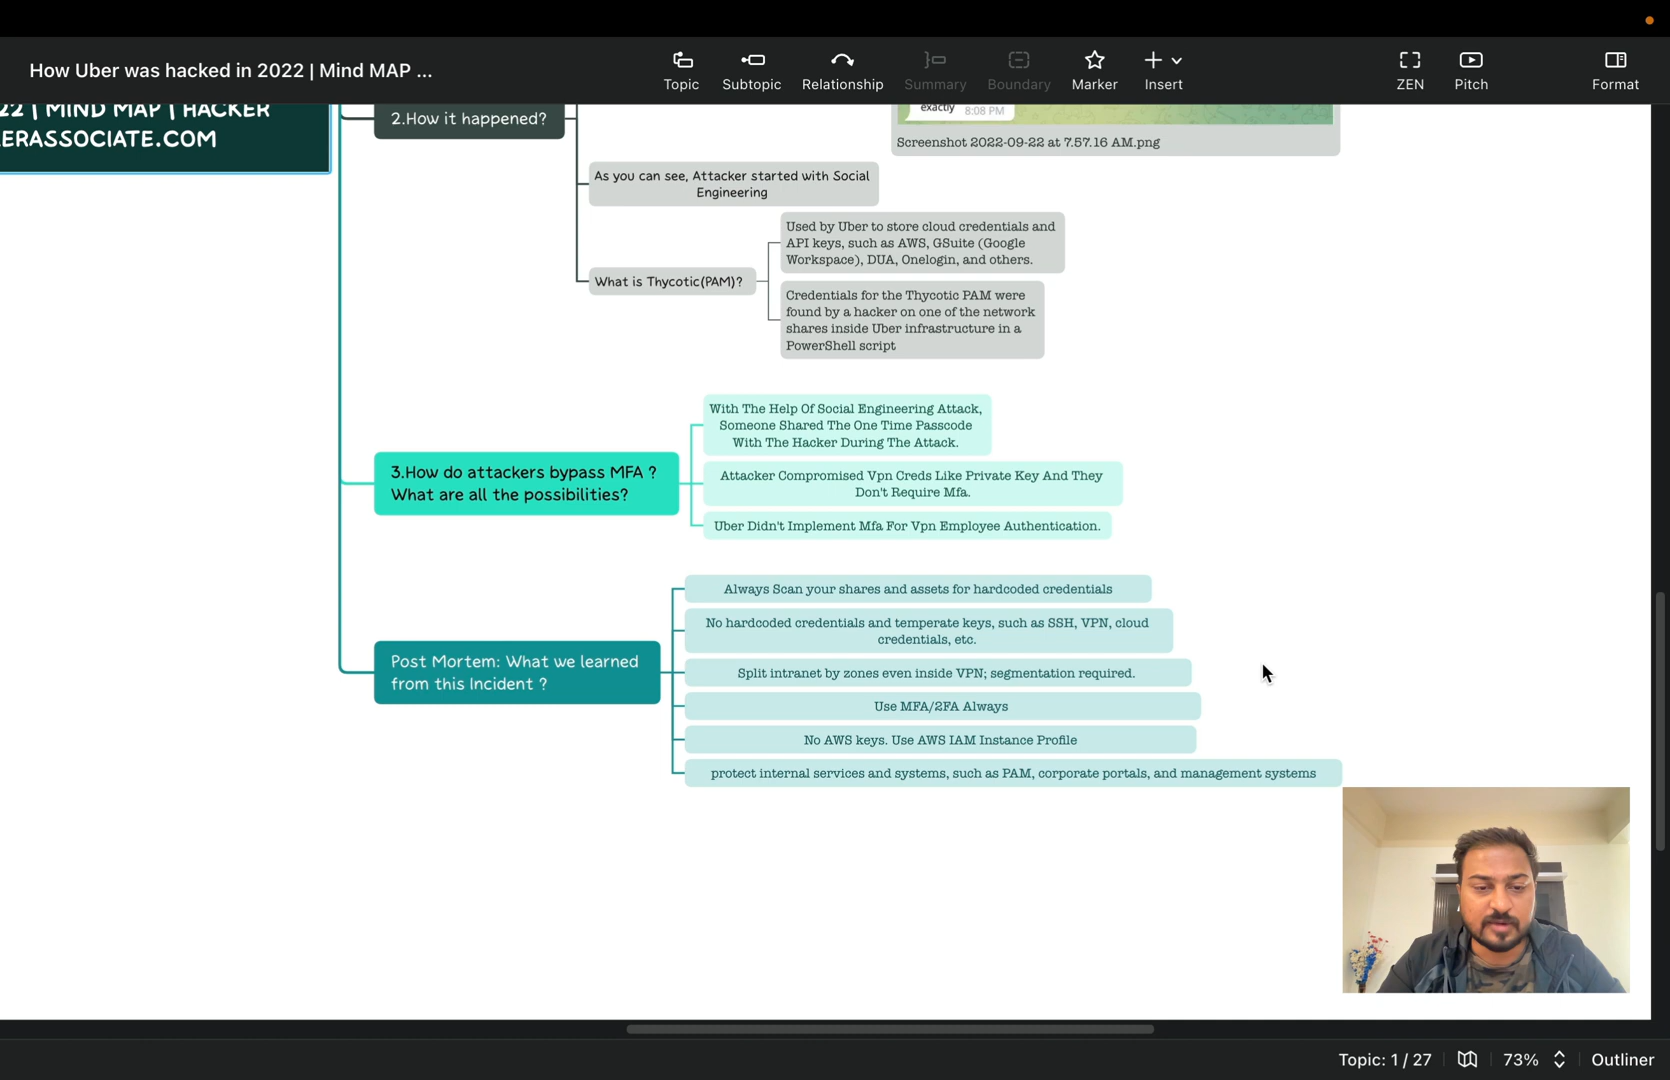 How Uber was hacked in 2022 | Mind MAP ...
Topic
Subtopic
Relationship
Summary
Boundary
Marker
Insert
ZEN
Pitch
Format
22 | MIND MAP | HACKER
ERASSOCIATE.COM
2.How it happened?
exactly 8:08 PM
Screenshot 2022-09-22 at 7.57.16 AM.png
As you can see, Attacker started with Social
Engineering
What is Thycotic(PAM)?
Used by Uber to store cloud credentials and
API keys, such as AWS, GSuite (Google
Workspace), DUA, Onelogin, and others.
Credentials for the Thycotic PAM were
found by a hacker on one of the network
shares inside Uber infrastructure in a
PowerShell script
3.How do attackers bypass MFA ?
What are all the possibilities?
With The Help Of Social Engineering Attack,
Someone Shared The One Time Passcode
With The Hacker During The Attack.
Attacker Compromised Vpn Creds Like Private Key And They
Don't Require Mfa.
Uber Didn't Implement Mfa For Vpn Employee Authentication.
Post Mortem: What we learned
from this Incident ?
Always Scan your shares and assets for hardcoded credentials
No hardcoded credentials and temperate keys, such as SSH, VPN, cloud
credentials, etc.
Split intranet by zones even inside VPN; segmentation required.
Use MFA/2FA Always
No AWS keys. Use AWS IAM Instance Profile
protect internal services and systems, such as PAM, corporate portals, and management systems
Topic: 1 / 27
73%
Outliner